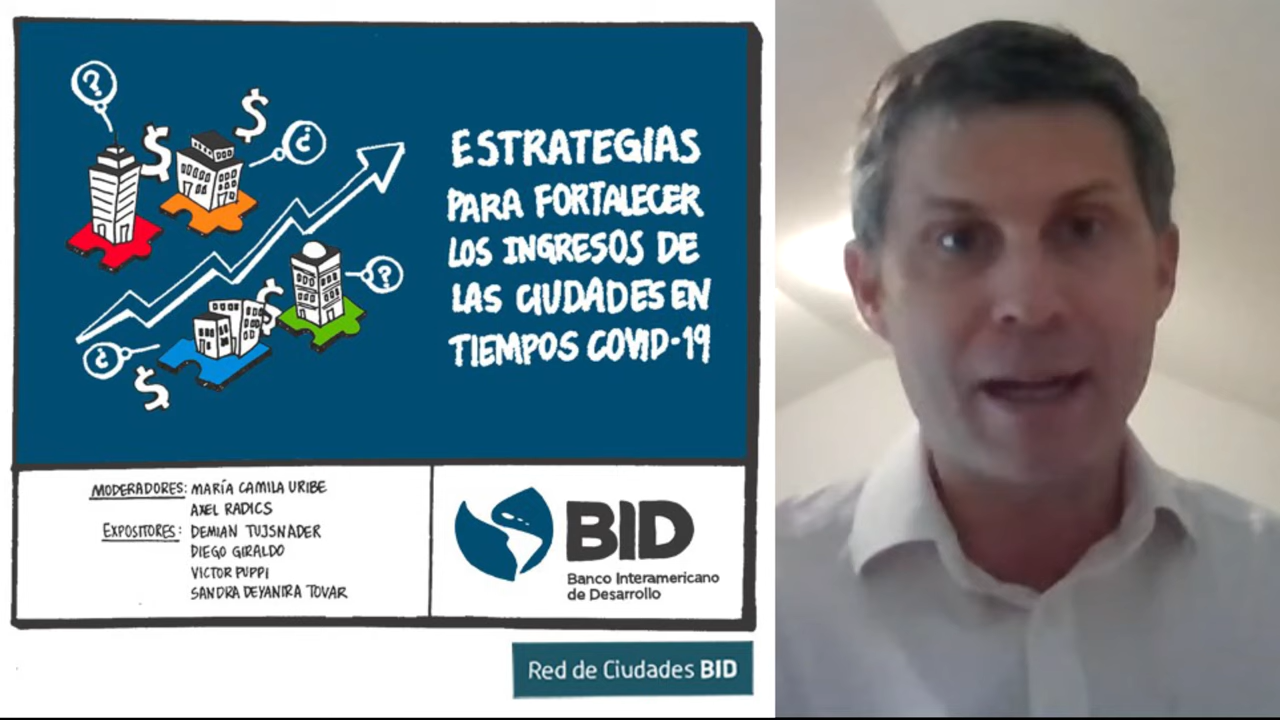 ?
$
$
¿
ESTRATEGIAS
PARA FORTALECER
LOS INGRESOS DE
LAS CIUDADES EN
TIEMPOS COVID-19
?
$
¿
$
MODERADORES: MARÍA CAMILA URIBE
AXEL RADICS
EXPOSITORES: DEMIAN TUJSNADER
DIEGO GIRALDO
VICTOR PUPPI
SANDRA DEYANIRA TOVAR
BID
Banco Interamericano
de Desarrollo
Red de Ciudades BID